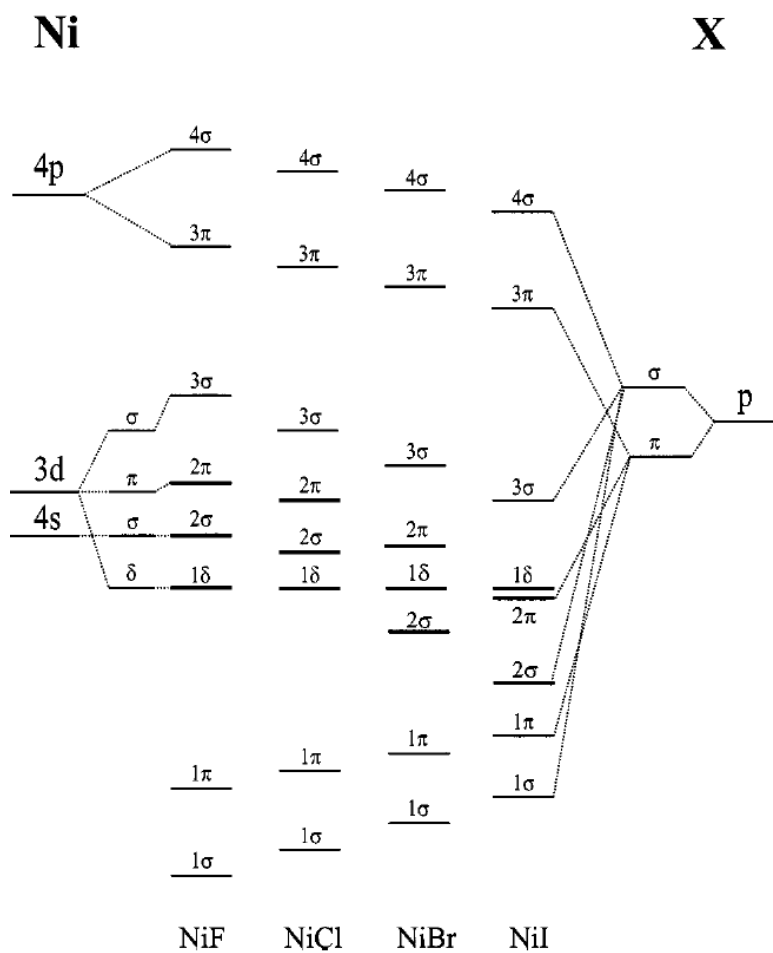 Ni X
4σ
4p 4σ
4σ
4σ
3π
3π
3π
3π
3σ σ
p
σ 3σ π
3σ
3d π 2π
2π 3σ
4s σ 2σ 2σ 2π
δ 1δ 1δ 1δ 1δ
2σ 2π
2σ
1π
1π 1π
1π 1σ
1σ
1σ
1σ
NiF NiCl NiBr NiI